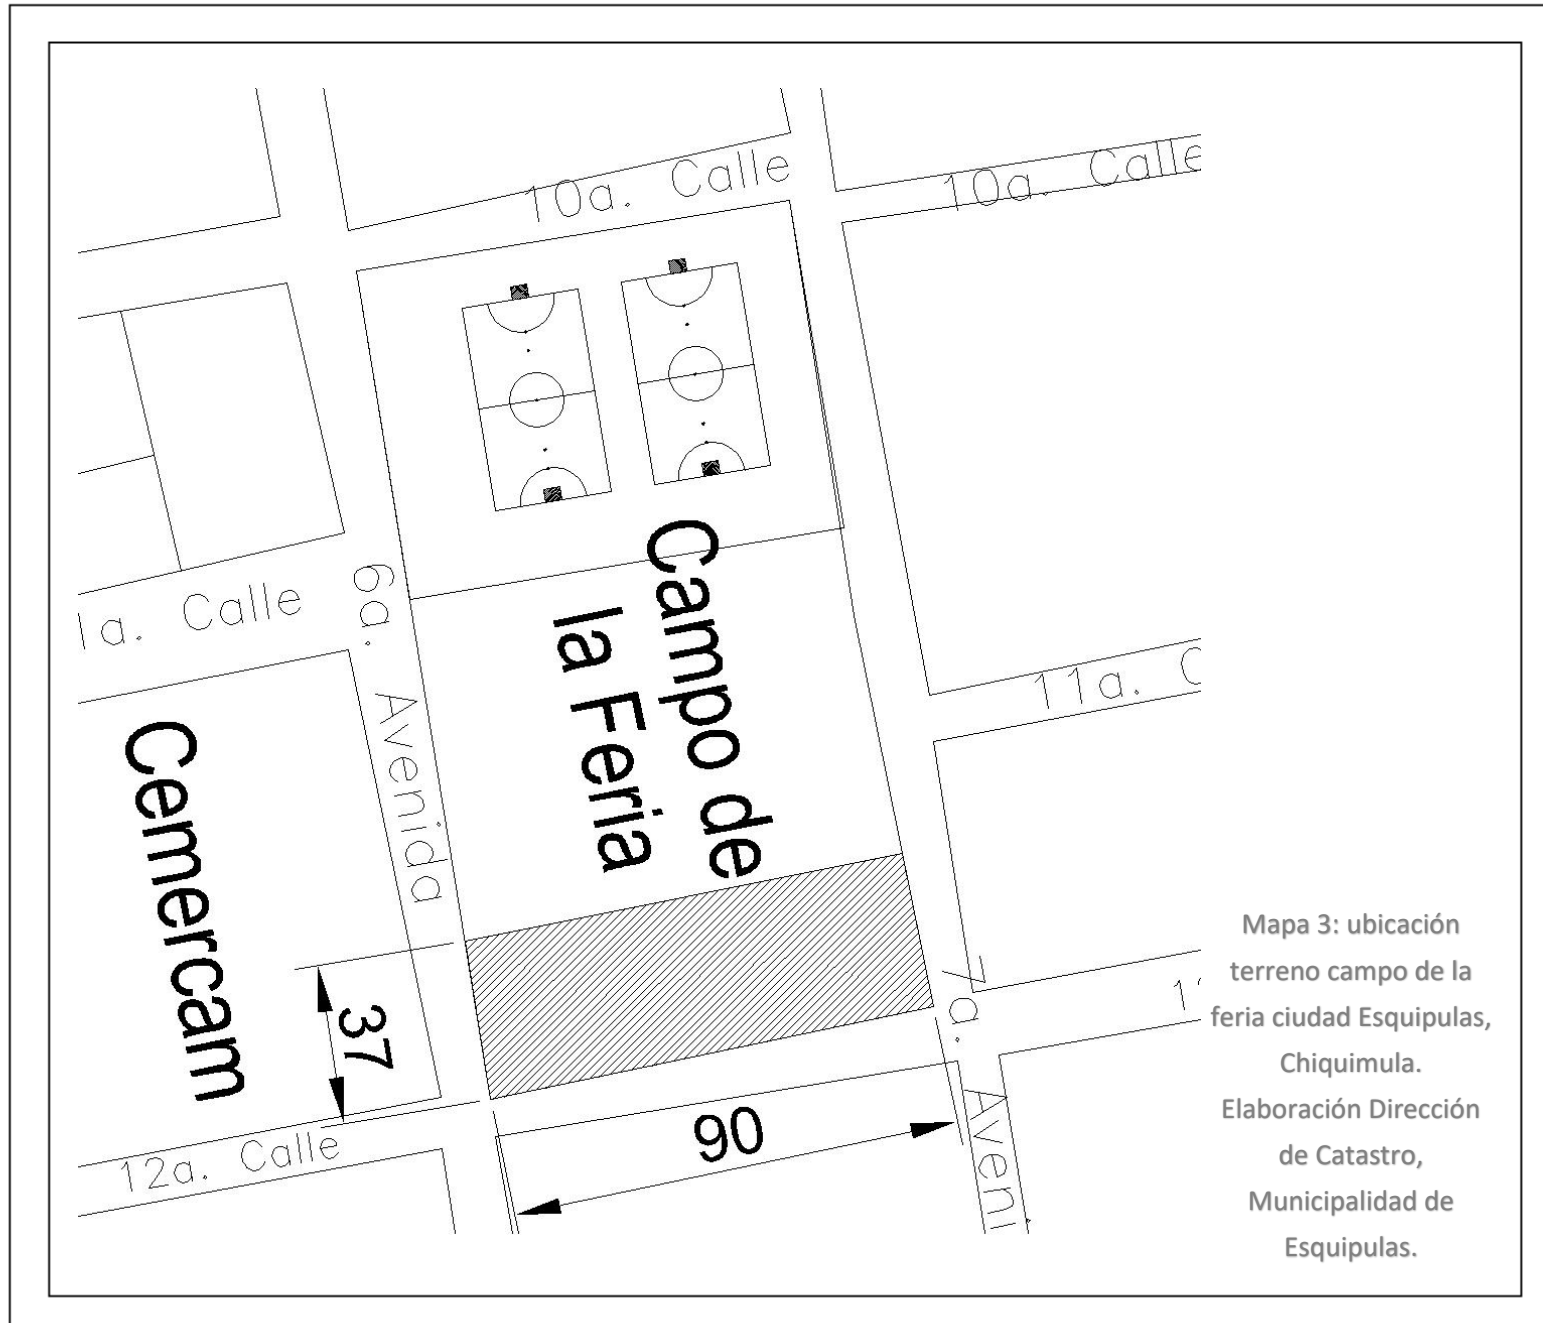 10a. Calle
10a. Calle
1a. Calle
6a. Avenida
Campo de
la Feria
11a. C
Cemercam
37
7a. Aveni
12a. Calle
90
Mapa 3: ubicación
terreno campo de la
feria ciudad Esquipulas,
Chiquimula.
Elaboración Dirección
de Catastro,
Municipalidad de
Esquipulas.